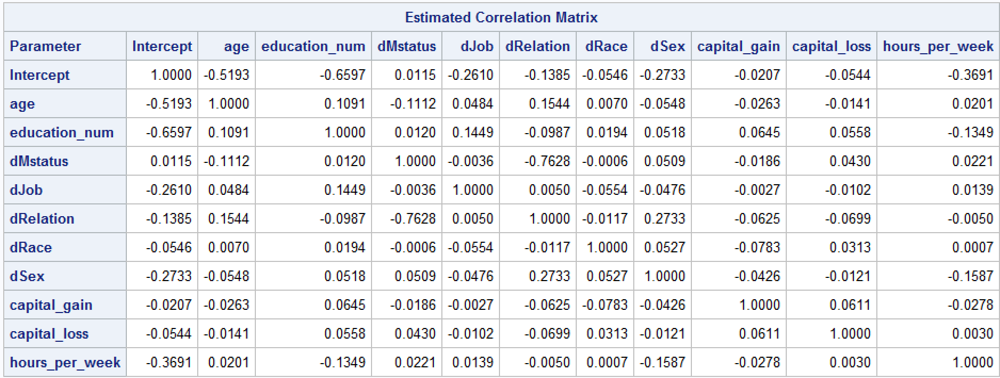 Estimated Correlation Matrix
Parameter Intercept age education_num dMstatus dJob dRelation dRace dSex capital_gain capital_loss hours_per_week
Intercept 1.0000 -0.5193 -0.6597 0.0115 -0.2610 -0.1385 -0.0546 -0.2733 -0.0207 -0.0544 -0.3691
age -0.5193 1.0000 0.1091 -0.1112 0.0484 0.1544 0.0070 -0.0548 -0.0263 -0.0141 0.0201
education_num -0.6597 0.1091 1.0000 0.0120 0.1449 -0.0987 0.0194 0.0518 0.0645 0.0558 -0.1349
dMstatus 0.0115 -0.1112 0.0120 1.0000 -0.0036 -0.7628 -0.0006 0.0509 -0.0186 0.0430 0.0221
dJob -0.2610 0.0484 0.1449 -0.0036 1.0000 0.0050 -0.0554 -0.0476 -0.0027 -0.0102 0.0139
dRelation -0.1385 0.1544 -0.0987 -0.7628 0.0050 1.0000 -0.0117 0.2733 -0.0625 -0.0699 -0.0050
dRace -0.0546 0.0070 0.0194 -0.0006 -0.0554 -0.0117 1.0000 0.0527 -0.0783 0.0313 0.0007
dSex -0.2733 -0.0548 0.0518 0.0509 -0.0476 0.2733 0.0527 1.0000 -0.0426 -0.0121 -0.1587
capital_gain -0.0207 -0.0263 0.0645 -0.0186 -0.0027 -0.0625 -0.0783 -0.0426 1.0000 0.0611 -0.0278
capital_loss -0.0544 -0.0141 0.0558 0.0430 -0.0102 -0.0699 0.0313 -0.0121 0.0611 1.0000 0.0030
hours_per_week -0.3691 0.0201 -0.1349 0.0221 0.0139 -0.0050 0.0007 -0.1587 -0.0278 0.0030 1.0000